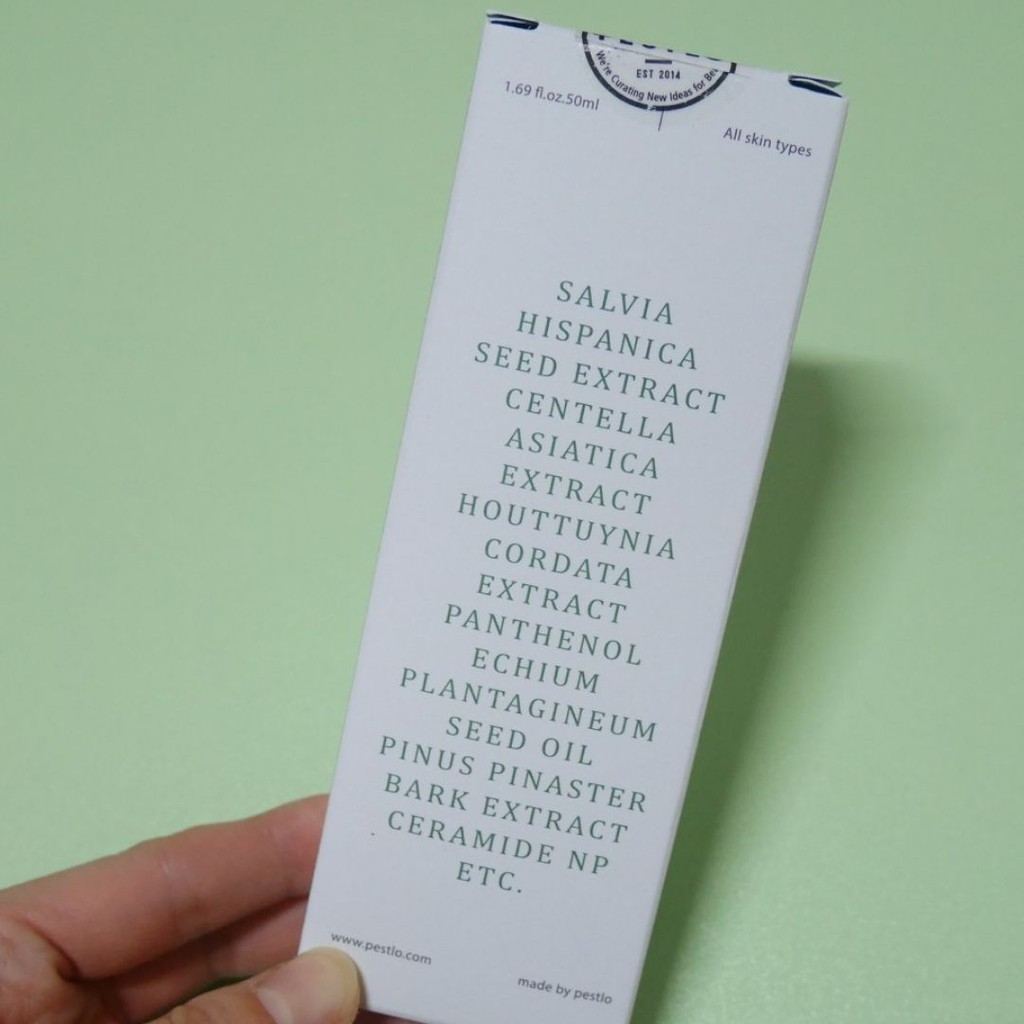 EST 2014
We're Curating New Ideas for
1.69 fl.oz.50ml
All skin types
SALVIA
HISPANICA
SEED EXTRACT
CENTELLA
ASIATICA
EXTRACT
HOUTTUYNIA
CORDATA
EXTRACT
PANTHENOL
ECHIUM
PLANTAGINEUM
SEED OIL
PINUS PINASTER
BARK EXTRACT
CERAMIDE NP
ETC.
www.pestlo.com
made by pestlo